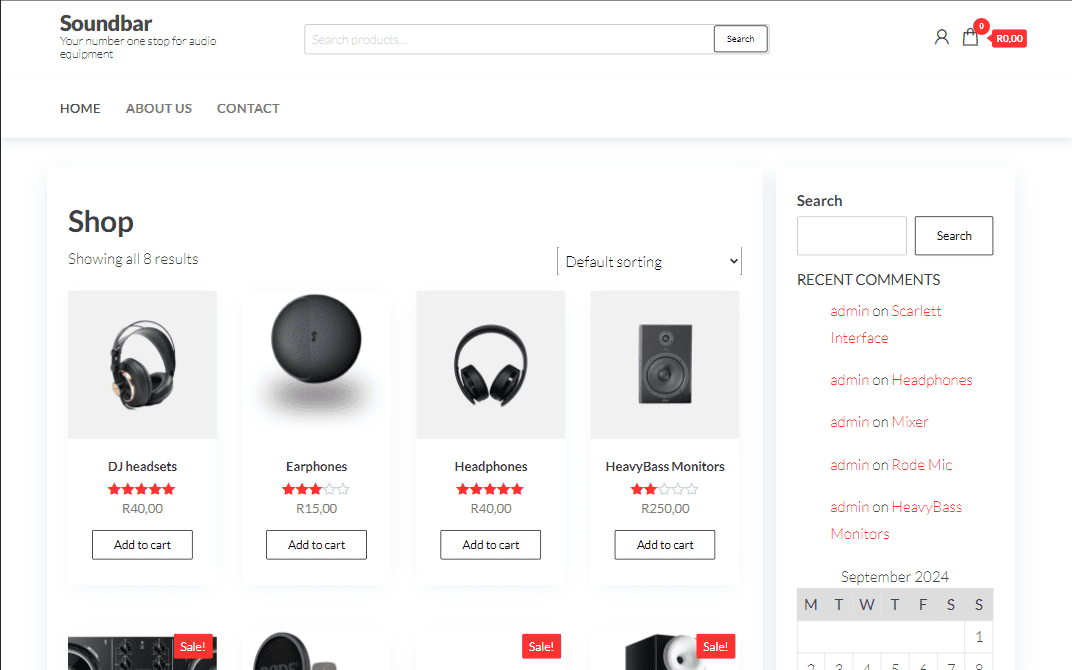 Soundbar
Your number one stop for audio
equipment
Search products...
Search
0
R0,00
HOME
ABOUT US
CONTACT
Shop
Showing all 8 results
Default sorting
DJ headsets
R40,00
Add to cart
Earphones
R15,00
Add to cart
Headphones
R40,00
Add to cart
HeavyBass Monitors
R250,00
Add to cart
Sale!
RODE
Sale!
Sale!
Search
Search
RECENT COMMENTS
admin on Scarlett
Interface
admin on Headphones
admin on Mixer
admin on Rode Mic
admin on HeavyBass
Monitors
September 2024
M T W T F S S
1
2 3 4 5 6 7 8